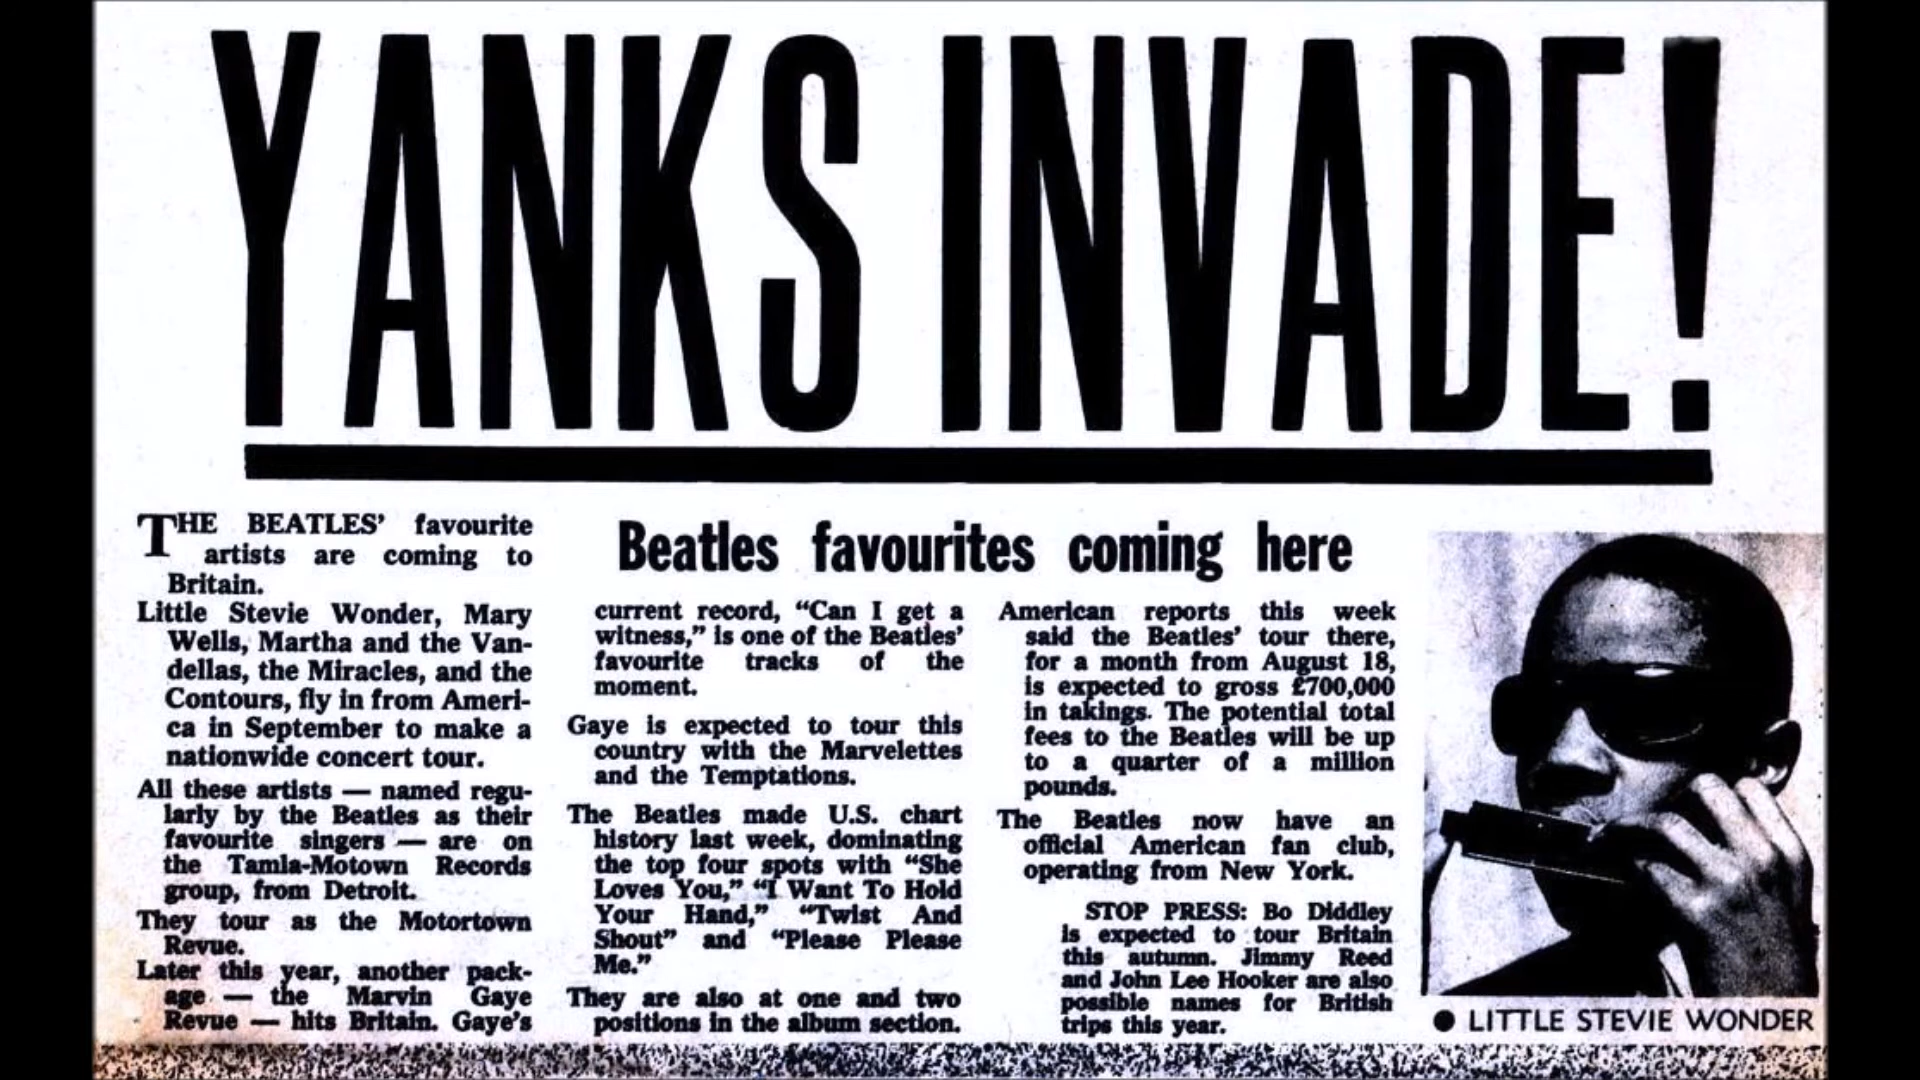 YANKS INVADE!
THE BEATLES' favourite
artists are coming to
Britain.
Little Stevie Wonder, Mary
Wells, Martha and the Van-
dellas, the Miracles, and the
Contours, fly in from Ameri-
ca in September to make a
nationwide concert tour.
All these artists — named regu-
larly by the Beatles as their
favourite singers — are on
the Tamla-Motown Records
group, from Detroit.
They tour as the Motortown
Revue.
Later this year, another pack-
age — the Marvin Gaye
Revue — hits Britain. Gaye's
Beatles favourites coming here
current record, "Can I get a
witness," is one of the Beatles'
favourite tracks of the
moment.
Gaye is expected to tour this
country with the Marvelettes
and the Temptations.
The Beatles made U.S. chart
history last week, dominating
the top four spots with "She
Loves You," "I Want To Hold
Your Hand," "Twist And
Shout" and "Please Please
Me."
They are also at one and two
positions in the album section.
American reports this week
said the Beatles' tour there,
for a month from August 18,
is expected to gross £700,000
in takings. The potential total
fees to the Beatles will be up
to a quarter of a million
pounds.
The Beatles now have an
official American fan club,
operating from New York.
STOP PRESS: Bo Diddley
is expected to tour Britain
this autumn. Jimmy Reed
and John Lee Hooker are also
possible names for British
trips this year.
● LITTLE STEVIE WONDER